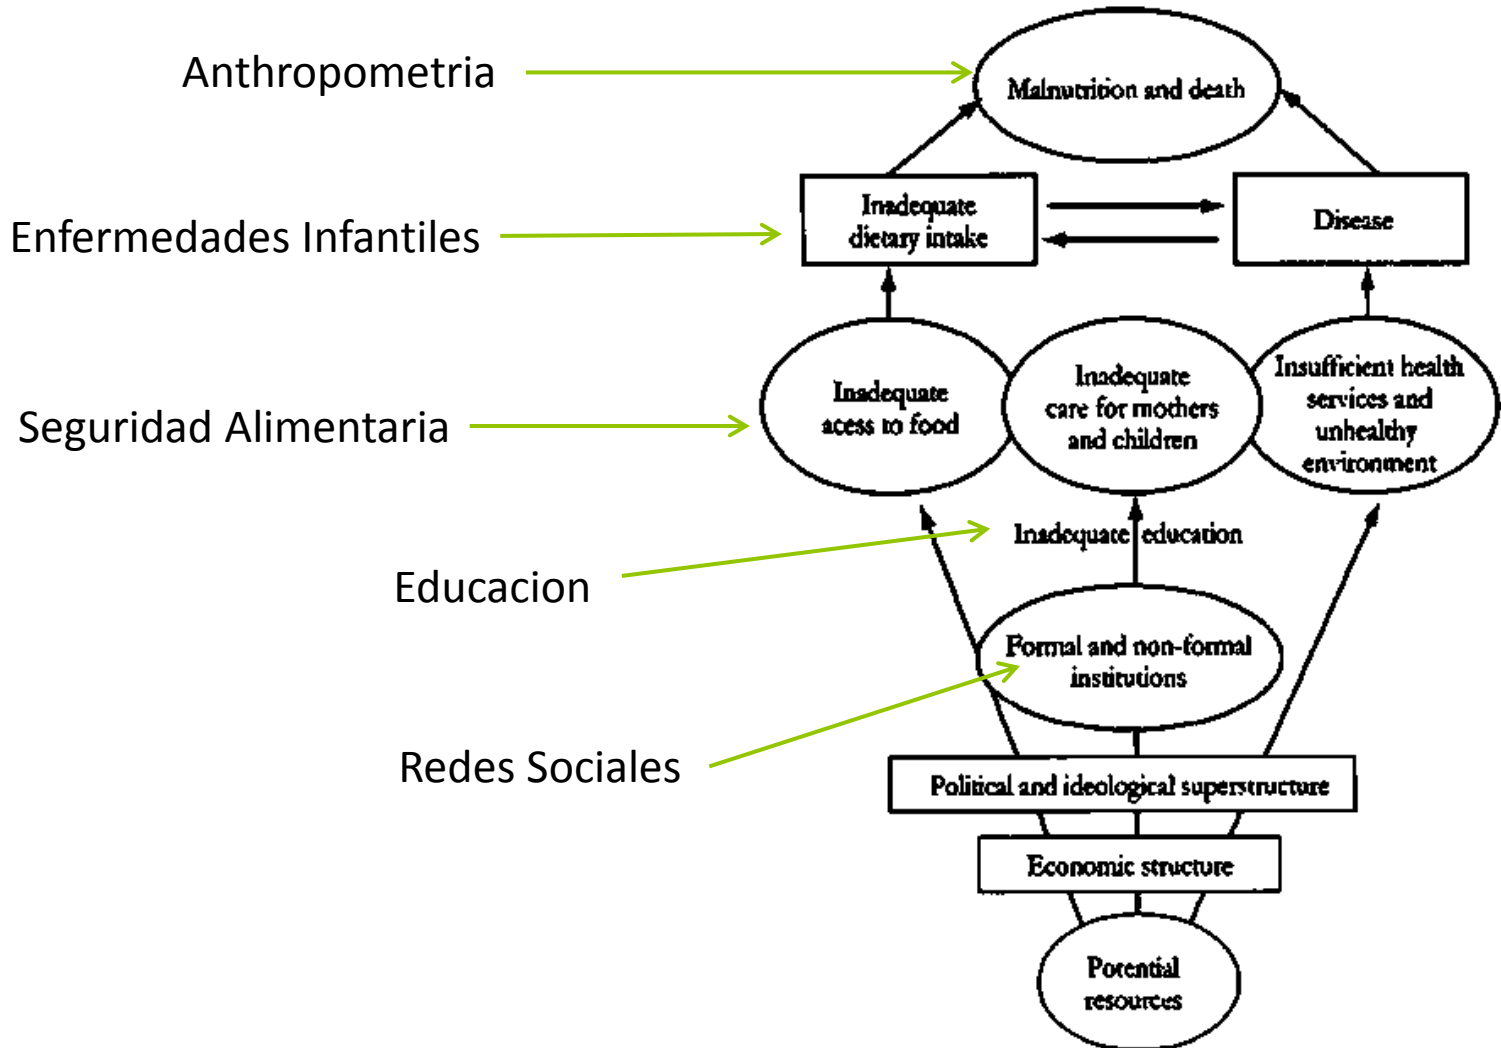 Anthropometria
Malnutrition and death
Enfermedades Infantiles
Inadequate
dietary intake
Disease
Seguridad Alimentaria
Inadequate
acess to food
Inadequate
care for mothers
and children
Insufficient health
services and
unhealthy
environment
Inadequate education
Educacion
Formal and non-formal
institutions
Redes Sociales
Political and ideological superstructure
Economic structure
Potential
resources